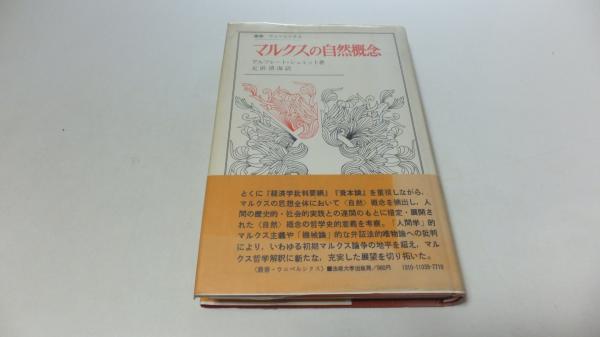 叢書 ウニベルシタス
マルクスの自然概念
アルフレート・シュミット著
元浜清海訳
とくに『経済学批判要綱』『資本論』を重視しながら、
マルクスの思想全体において〈自然〉概念を摘出し、人
間の歴史的・社会的実践との連関のもとに措定・展開され
た〈自然〉概念の哲学史的意義を考察。「人間学」的
マルクス主義や「機械論」的な弁証法的唯物論への批判
により、いわゆる初期マルクス論争の地平を超え、マル
クス哲学解釈に新たな、充実した展望を切り拓いた。
〈叢書・ウニベルシタス〉■法政大学出版局／980円 1010-11039-7710